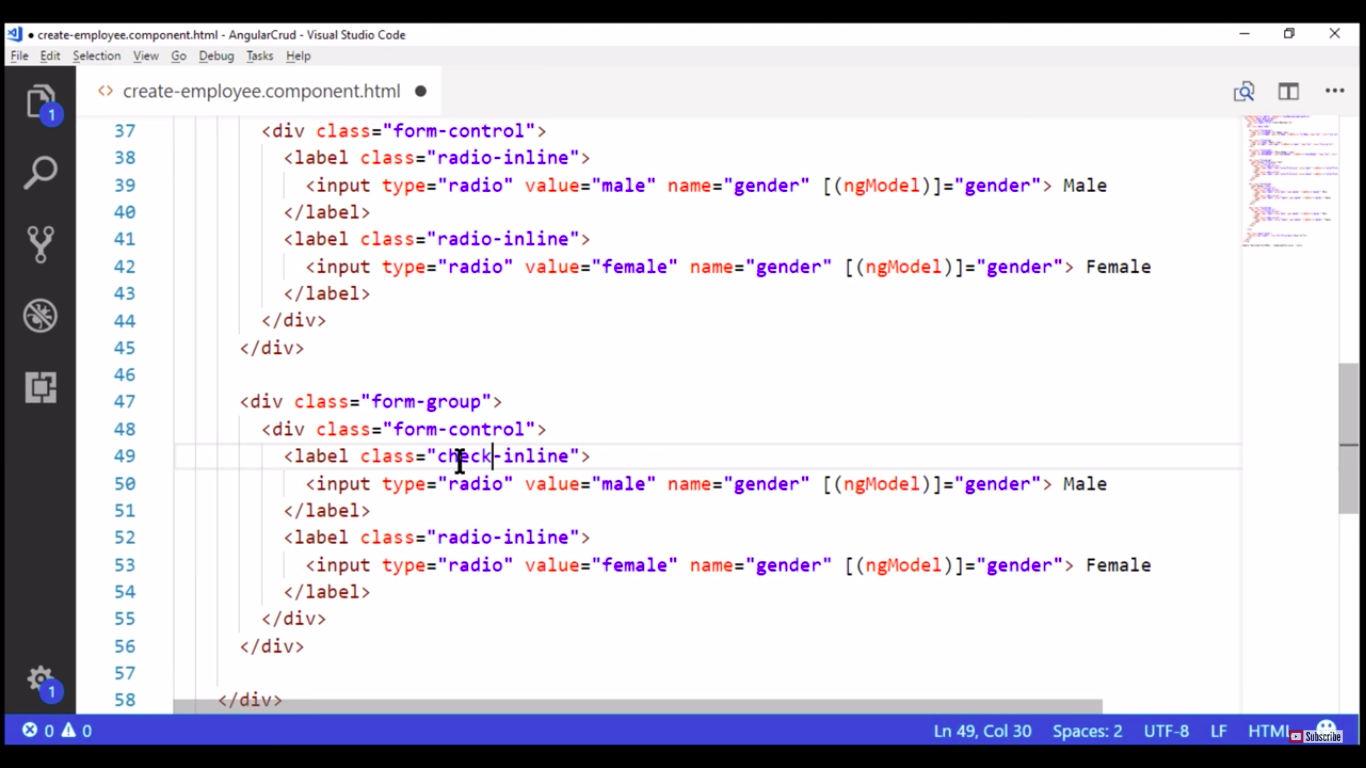 create-employee.component.html - AngularCrud - Visual Studio Code
File Edit Selection View Go Debug Tasks Help
<> create-employee.component.html
37 <div class="form-control">
38 <label class="radio-inline">
39 <input type="radio" value="male" name="gender" [(ngModel)]="gender"> Male
40 </label>
41 <label class="radio-inline">
42 <input type="radio" value="female" name="gender" [(ngModel)]="gender"> Female
43 </label>
44 </div>
45 </div>
46
47 <div class="form-group">
48 <div class="form-control">
49 <label class="check-inline">
50 <input type="radio" value="male" name="gender" [(ngModel)]="gender"> Male
51 </label>
52 <label class="radio-inline">
53 <input type="radio" value="female" name="gender" [(ngModel)]="gender"> Female
54 </label>
55 </div>
56 </div>
57
58 </div>
1
1
0 0 Ln 49, Col 30 Spaces: 2 UTF-8 LF HTML
Subscribe